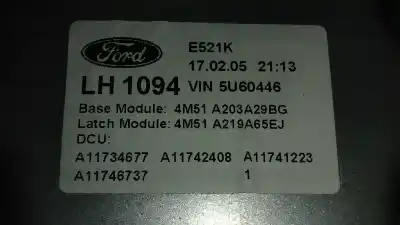 Ford
E521K
17.02.05 21:13
LH 1094 VIN 5U60446
Base Module: 4M51 A203A29BG
Latch Module: 4M51 A219A65EJ
DCU:
A11734677 A11742408 A11741223
A11746737 1